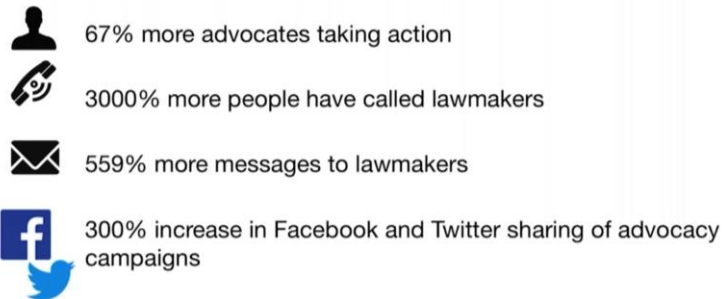 67% more advocates taking action
3000% more people have called lawmakers
559% more messages to lawmakers
300% increase in Facebook and Twitter sharing of advocacy
campaigns